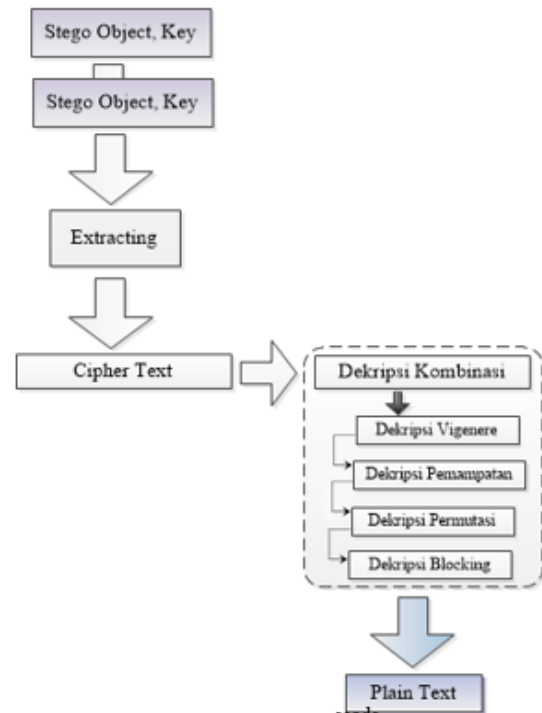 Stego Object, Key
Stego Object, Key
Extracting
Cipher Text
Dekripsi Kombinasi
Dekripsi Vigenere
Dekripsi Pemampatan
Dekripsi Permutasi
Dekripsi Blocking
Plain Text